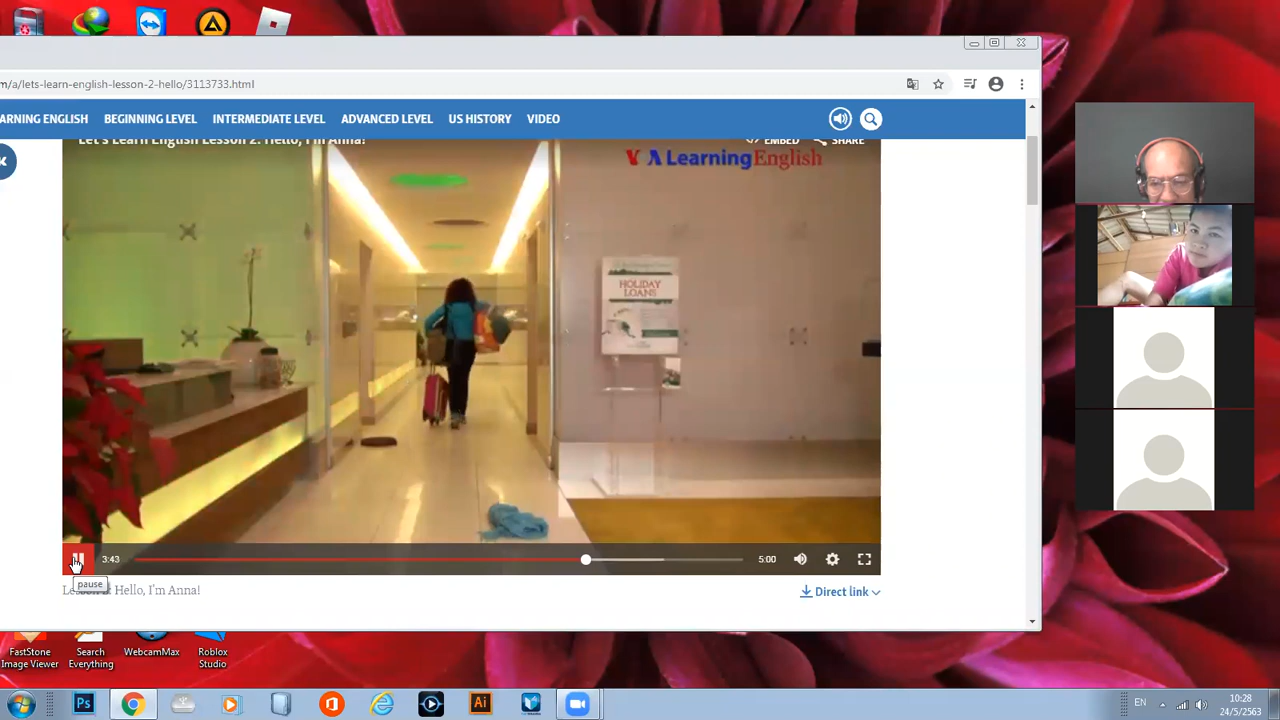 m/a/lets-learn-english-lesson-2-hello/3113733.html
ARNING ENGLISH BEGINNING LEVEL INTERMEDIATE LEVEL ADVANCED LEVEL US HISTORY VIDEO
K
Let's Learn English Lesson 2: Hello, I'm Anna!
EMBED SHARE
VOA Learning English
HOLIDAY
LOANS
3:43
5:00
pause
Hello, I'm Anna!
Direct link
FastStone
Image Viewer
Search
Everything
WebcamMax
Roblox
Studio
Ps
Ai
EN
10:28
24/5/2563